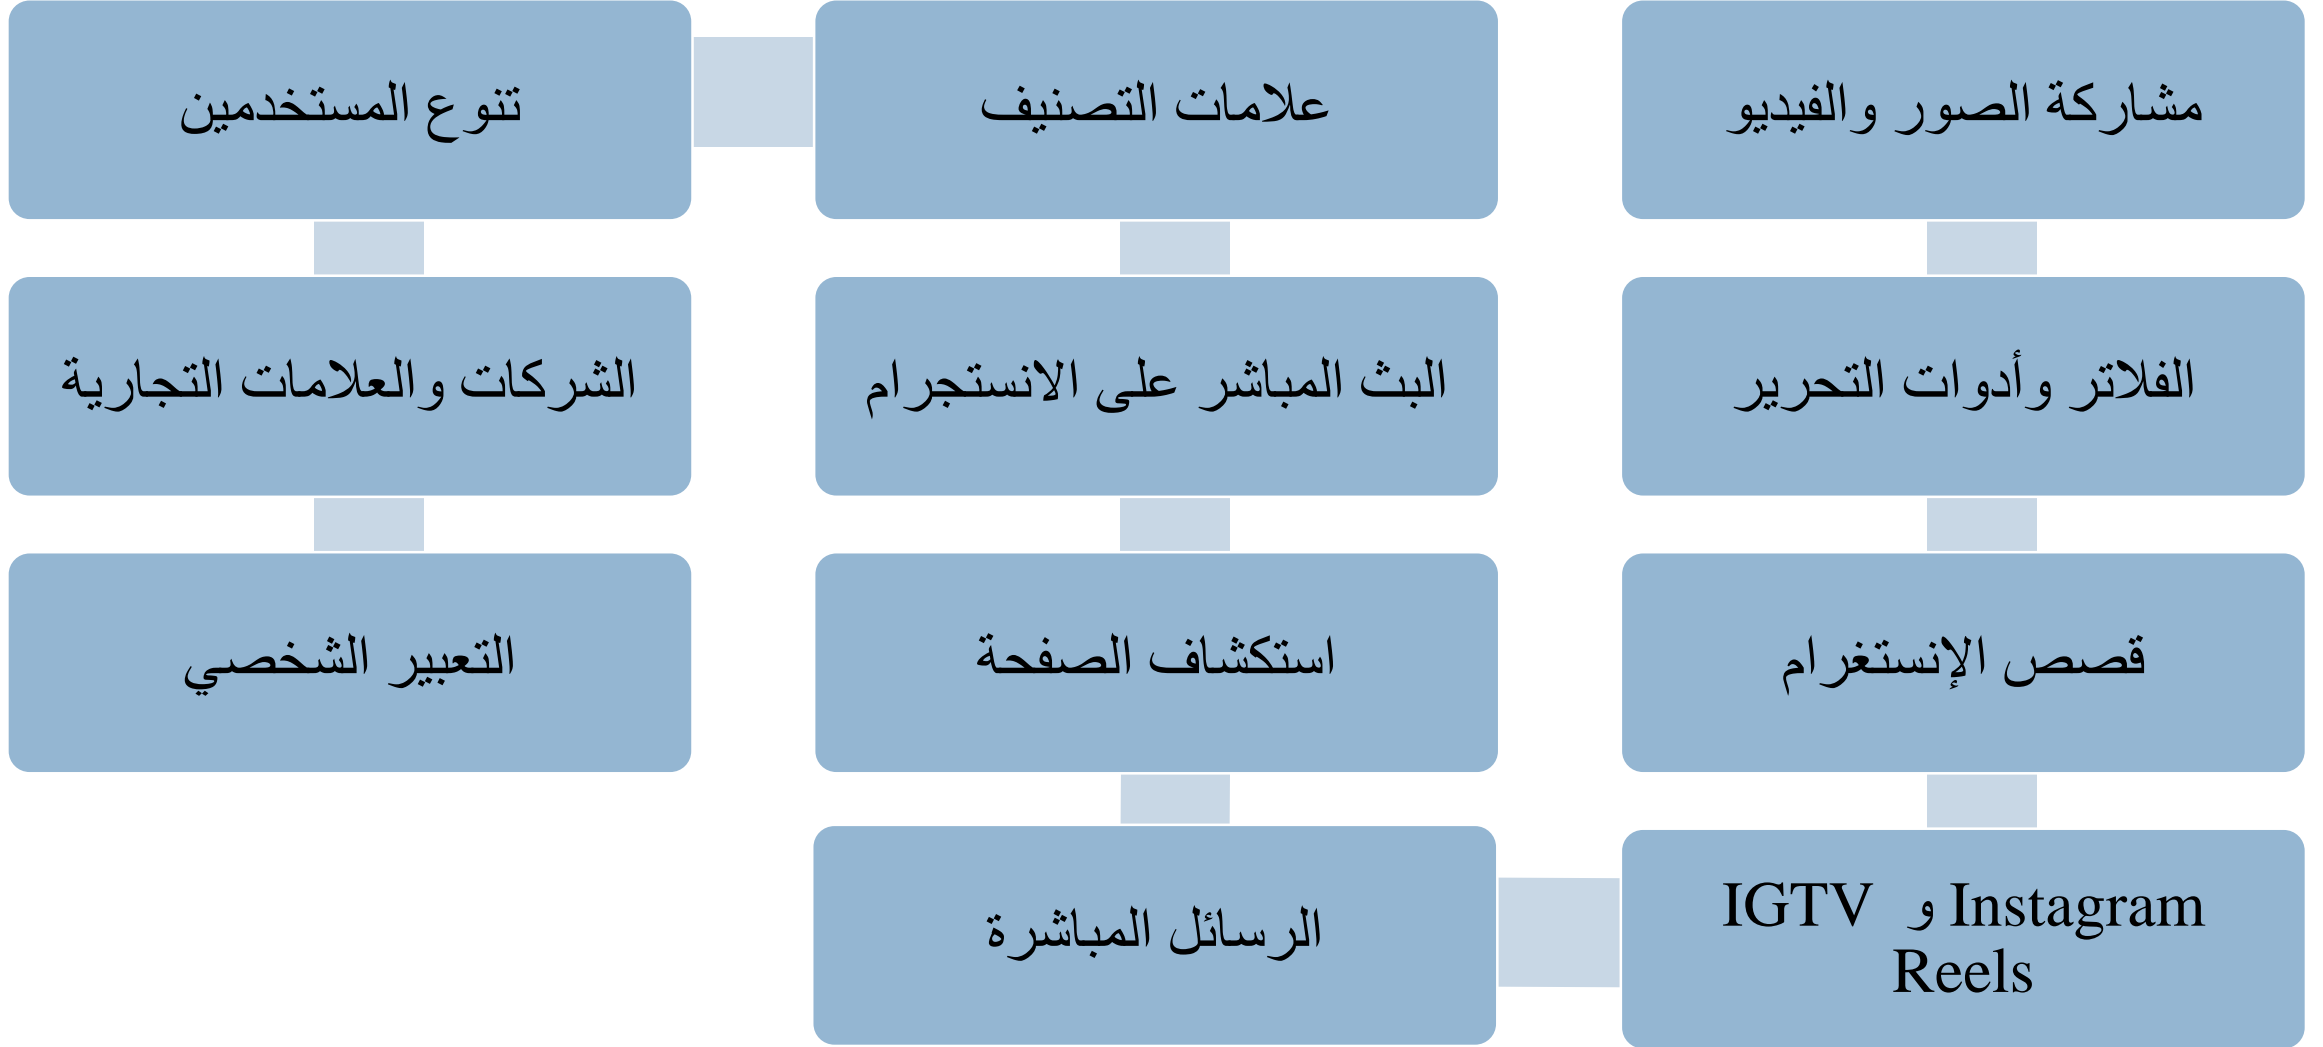 مشاركة الصور والفيديو
الفلاتر وأدوات التحرير
قصص الإنستغرام
IGTV و Instagram
Reels
الرسائل المباشرة
استكشاف الصفحة
البث المباشر على الانستجرام
علامات التصنيف
تنوع المستخدمين
الشركات والعلامات التجارية
التعبير الشخصي